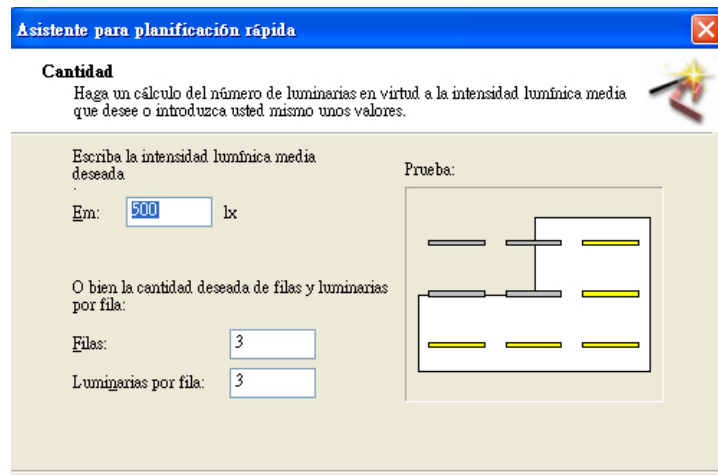 Asistente para planificación rápida
Cantidad
Haga un cálculo del número de luminarias en virtud a la intensidad lumínica media
que desee o introduzca usted mismo unos valores.
Escriba la intensidad lumínica media
deseada
.
Em: 500 lx
Prueba:
O bien la cantidad deseada de filas y luminarias
por fila:
Filas: 3
Luminarias por fila: 3